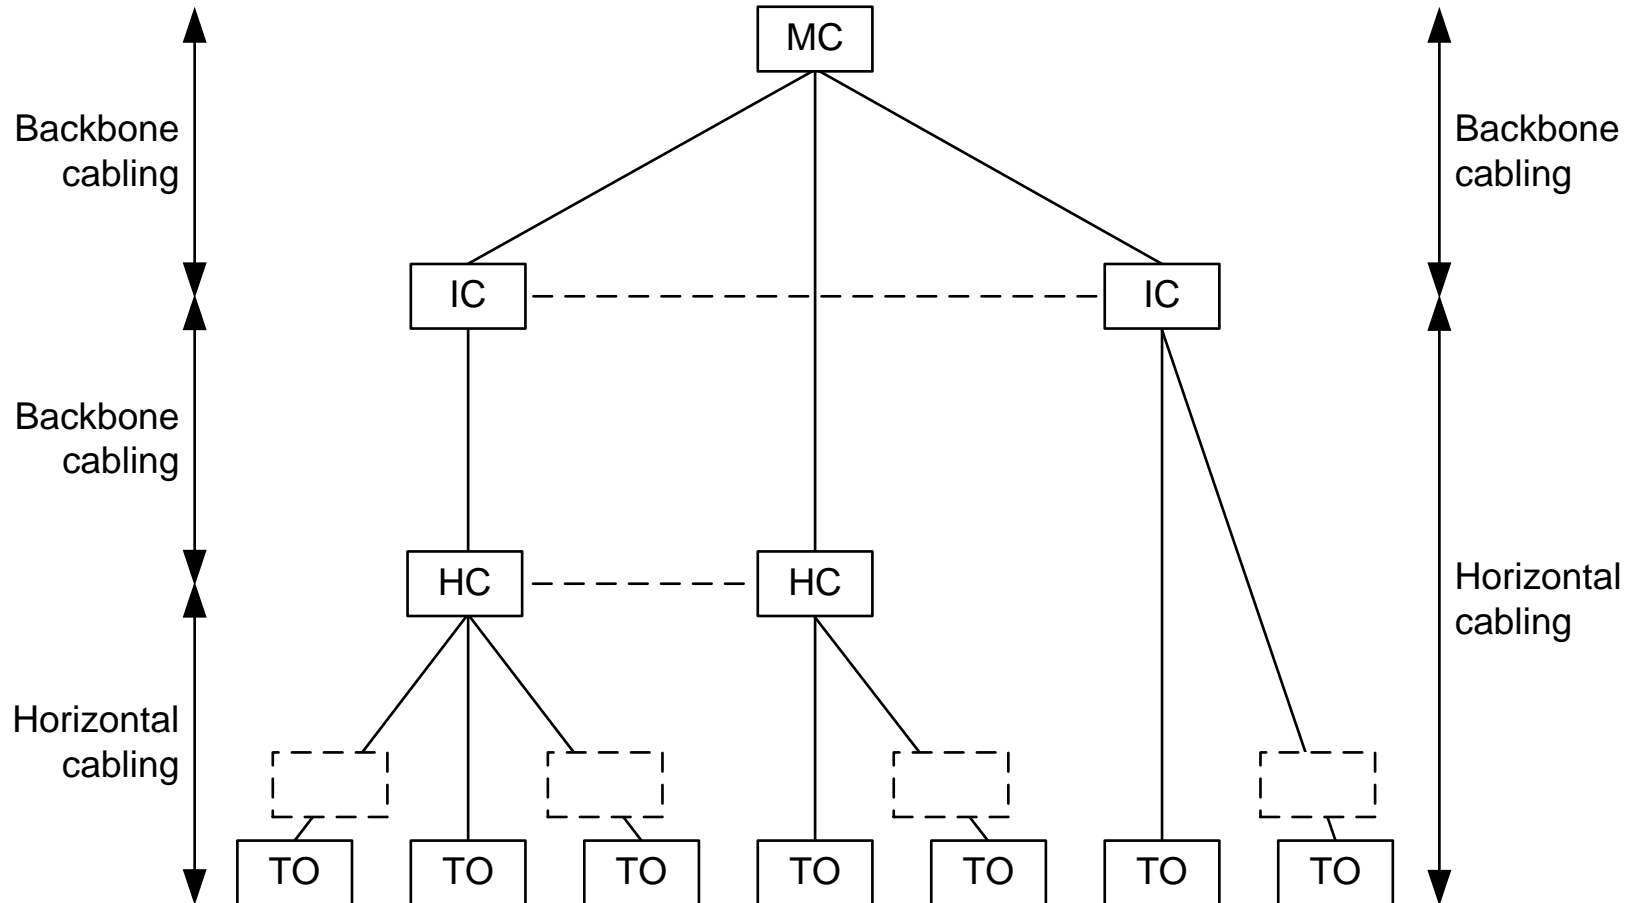 MC
Backbone
cabling
Backbone
cabling
IC
IC
Backbone
cabling
HC
HC
Horizontal
cabling
Horizontal
cabling
TO
TO
TO
TO
TO
TO
TO